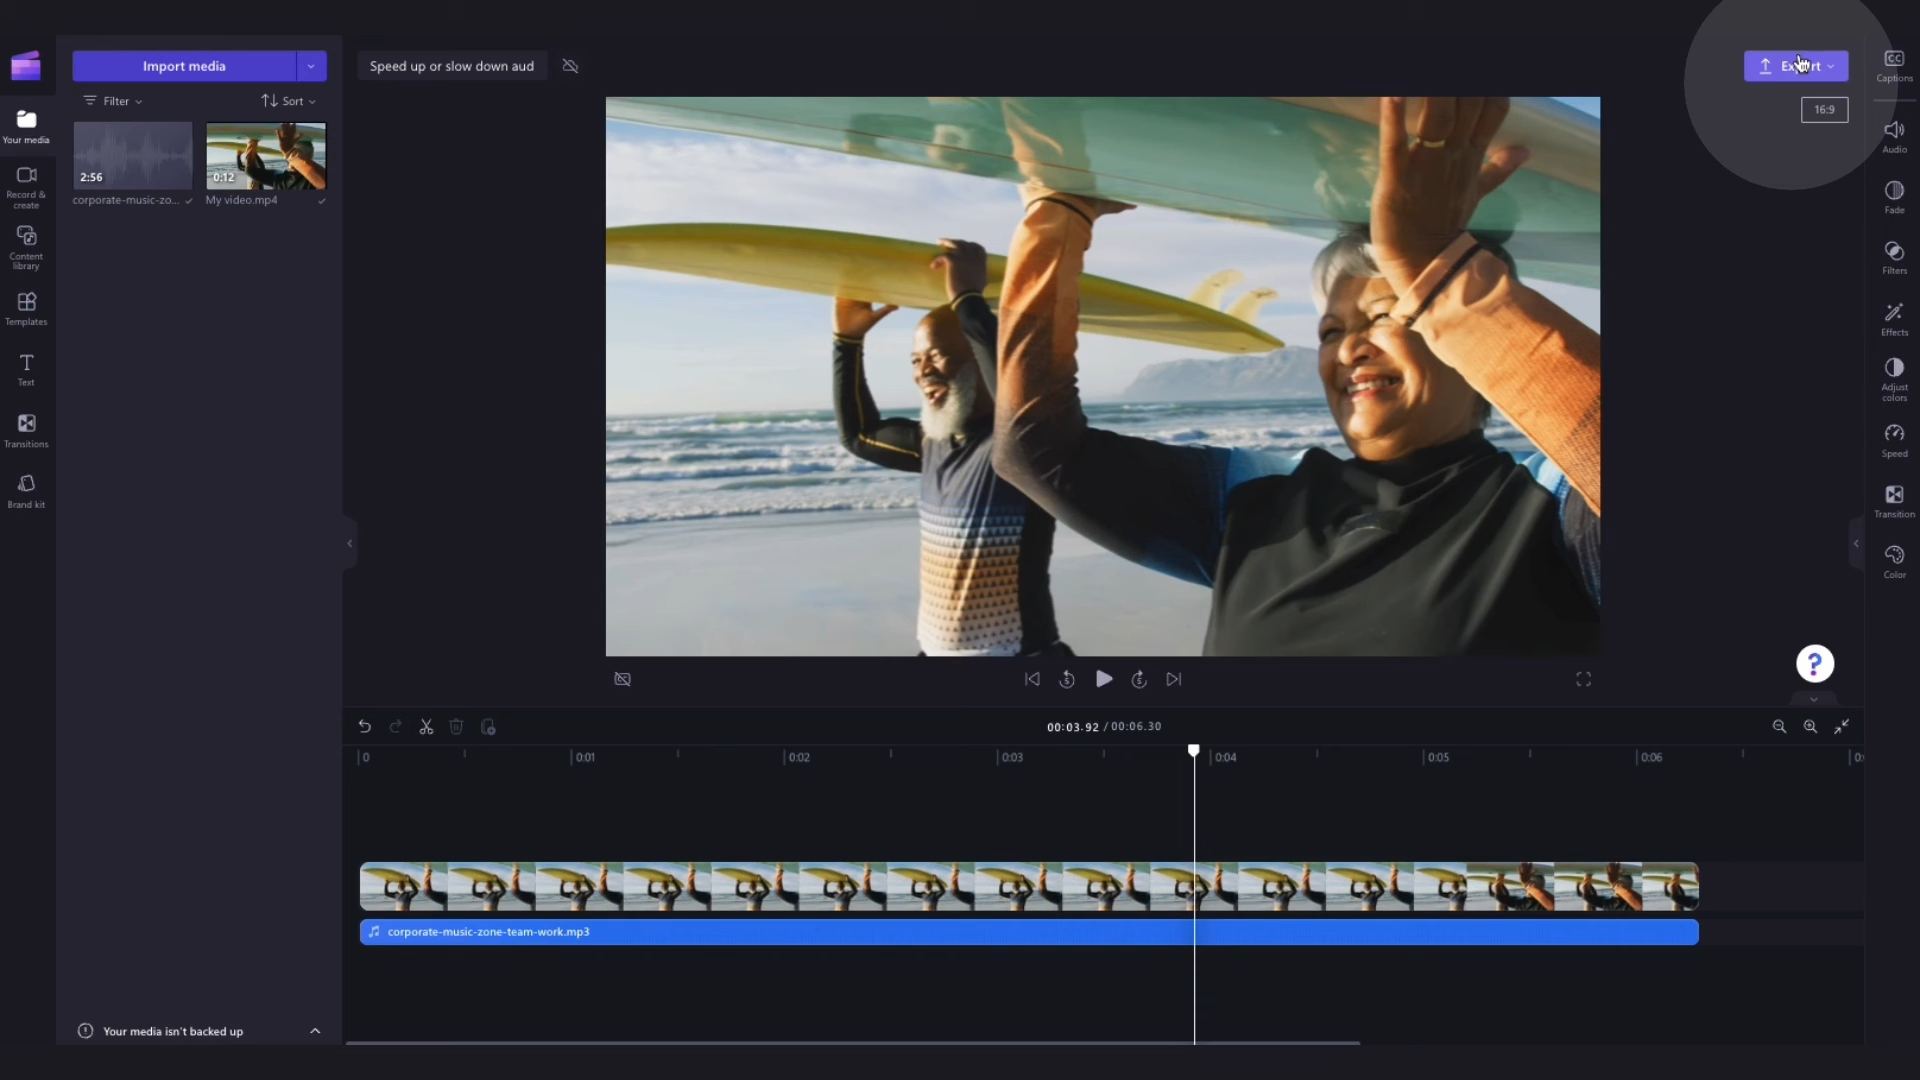 Import media
Speed up or slow down aud
Export
Captions
Filter
Sort
16:9
Your media
2:56
0:12
Audio
corporate-music-zo...
My video.mp4
Record &
create
Fade
Content
library
Filters
Templates
Effects
Text
Adjust
colors
Transitions
Speed
Brand kit
Transition
Color
?
00:03.92 / 00:06.30
0
0:01
0:02
0:03
0:04
0:05
0:06
corporate-music-zone-team-work.mp3
Your media isn't backed up